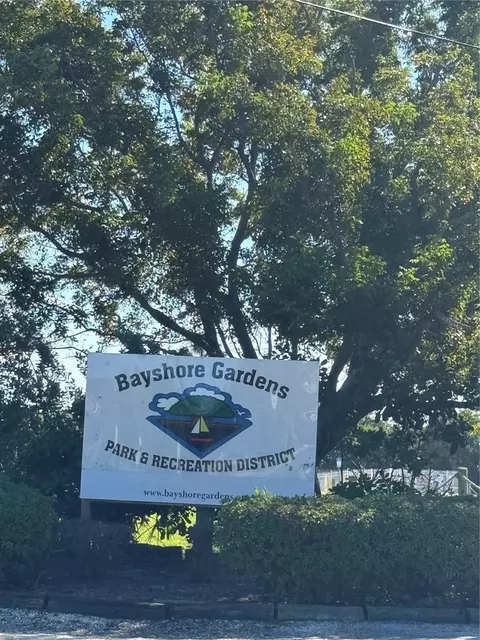 Bayshore Gardens
PARK & RECREATION DISTRICT
www.bayshoregardens